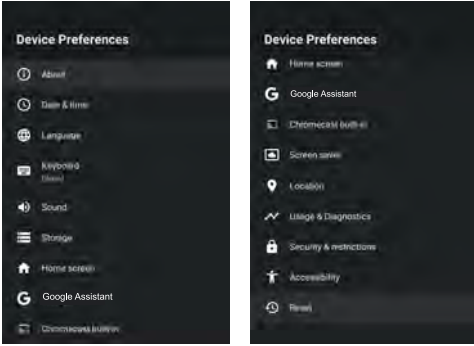 Device Preferences
About
Date & time
Language
Keyboard
Sound
Storage
Home screen
Google Assistant
Chromecast built-in
Device Preferences
Home screen
Google Assistant
Chromecast built-in
Screen saver
Location
Usage & Diagnostics
Security & restrictions
Accessibility
Reset